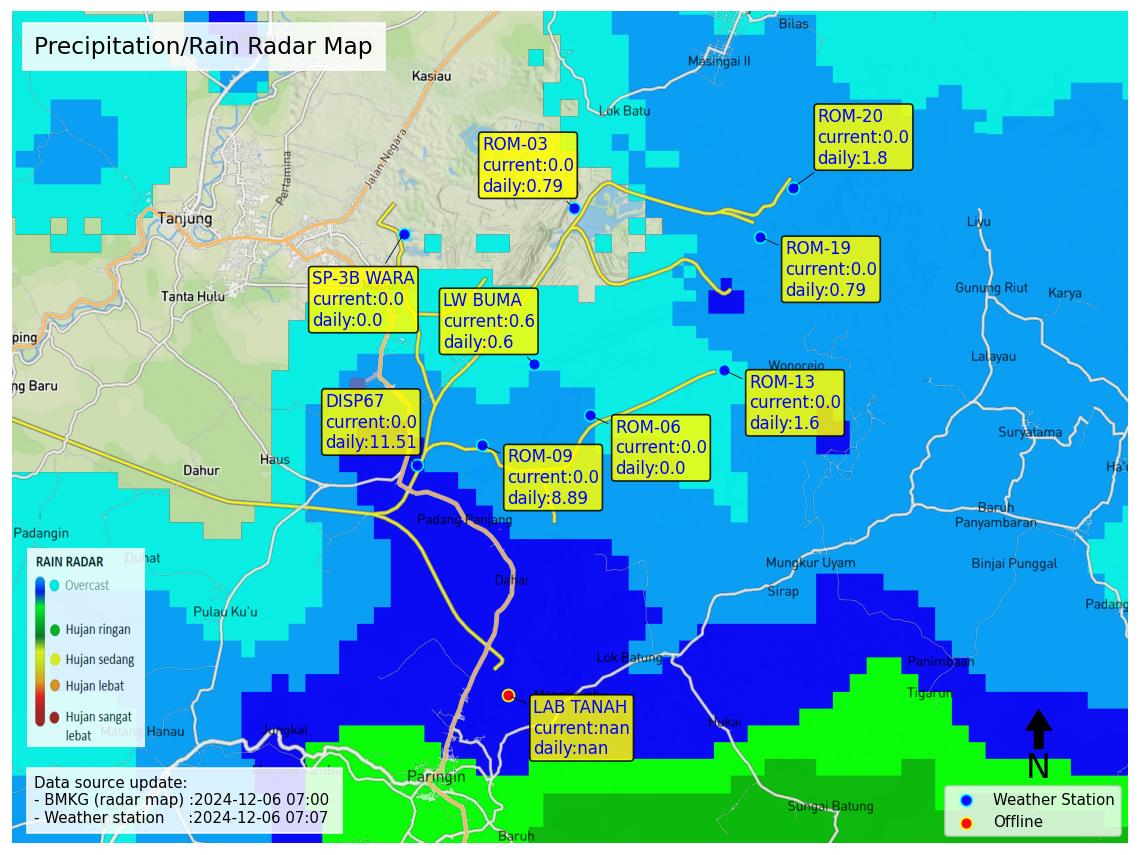 Precipitation/Rain Radar Map
Bilas
Masingai II
Kasiau
Lok Batu
Jalan Negara
Pertamina
ROM-20
current:0.0
daily:1.8
ROM-03
current:0.0
daily:0.79
Tanjung
Liyu
ROM-19
current:0.0
daily:0.79
SP-3B WARA
current:0.0
daily:0.0
Tanta Hulu
LW BUMA
current:0.6
daily:0.6
Gunung Riut
Karya
ping
Lalayau
Wonorejo
ng Baru
ROM-13
current:0.0
daily:1.6
DISP67
current:0.0
daily:11.51
ROM-06
current:0.0
daily:0.0
Suryatama
ROM-09
current:0.0
daily:8.89
Haus
Dahur
Ha'u
Baruh
Panyambaran
Padang Panjang
Padangin
Duhat
Mungkur Uyam
Binjai Punggal
Dahai
Sirap
Padang
Pulau Ku'u
RAIN RADAR
Overcast
Hujan ringan
Hujan sedang
Hujan lebat
Hujan sangat
lebat
Lok Batung
Panimbaan
Tigarun
LAB TANAH
current:nan
daily:nan
Hukai
Matang Hanau
Jungkal
N
Paringin
Data source update:
- BMKG (radar map) :2024-12-06 07:00
- Weather station :2024-12-06 07:07
Sungai Batung
Baruh
Weather Station
Offline